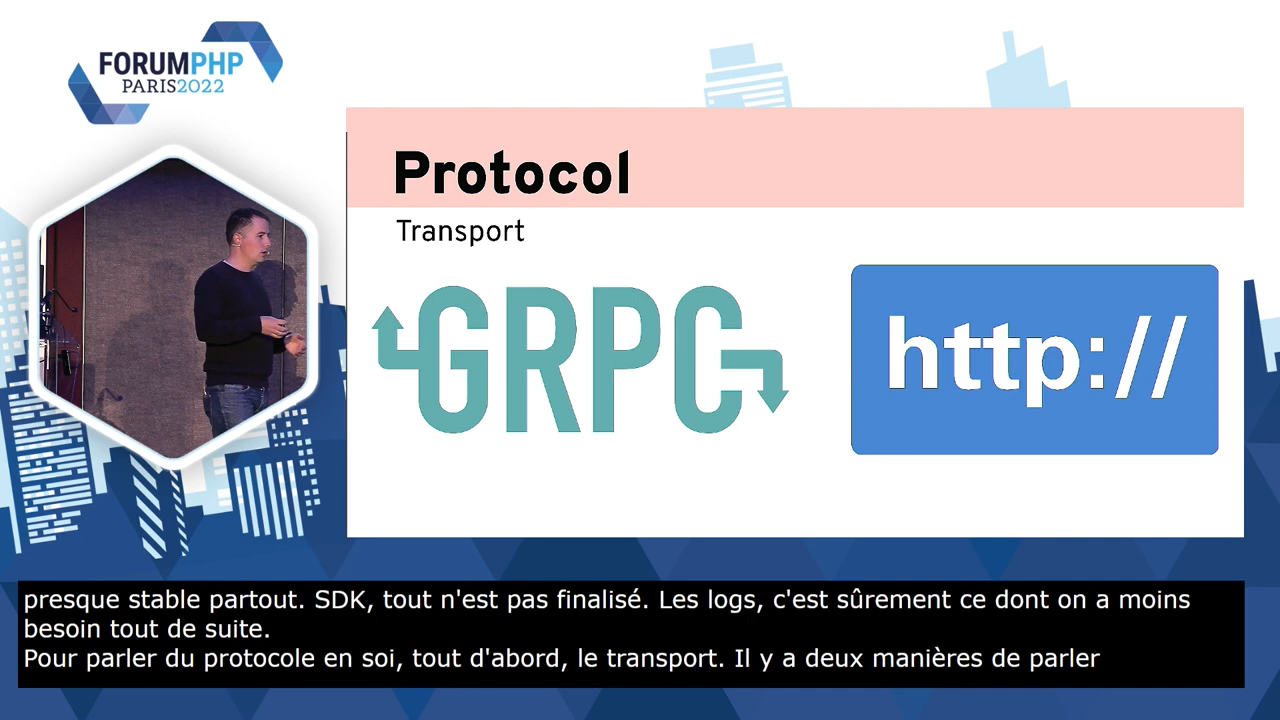 FORUMPHP
PARIS2022
Protocol
Transport
GRPC
http://
presque stable partout. SDK, tout n'est pas finalisé. Les logs, c'est sûrement ce dont on a moins
besoin tout de suite.
Pour parler du protocole en soi, tout d'abord, le transport. Il y a deux manières de parler